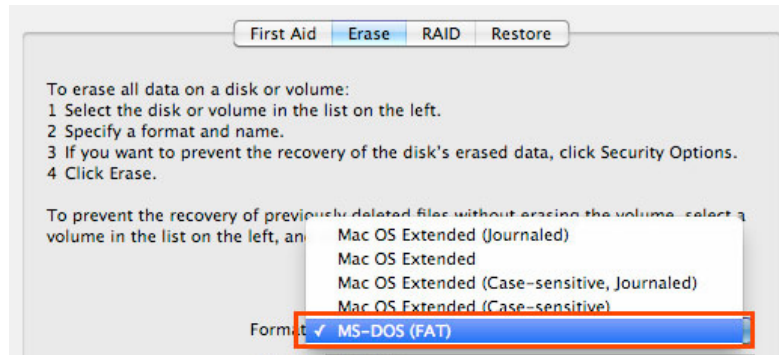 First Aid Erase RAID Restore
To erase all data on a disk or volume:
1 Select the disk or volume in the list on the left.
2 Specify a format and name.
3 If you want to prevent the recovery of the disk's erased data, click Security Options.
4 Click Erase.
To prevent the recovery of previously deleted files without erasing the volume, select a
volume in the list on the left, an
Mac OS Extended (Journaled)
Mac OS Extended
Mac OS Extended (Case-sensitive, Journaled)
Mac OS Extended (Case-sensitive)
Format ✓ MS-DOS (FAT)